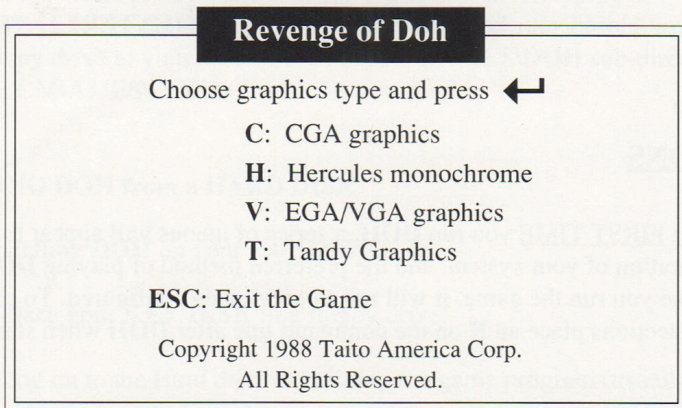 Revenge of Doh
Choose graphics type and press
C: CGA graphics
H: Hercules monochrome
V: EGA/VGA graphics
T: Tandy Graphics
ESC: Exit the Game
Copyright 1988 Taito America Corp.
All Rights Reserved.